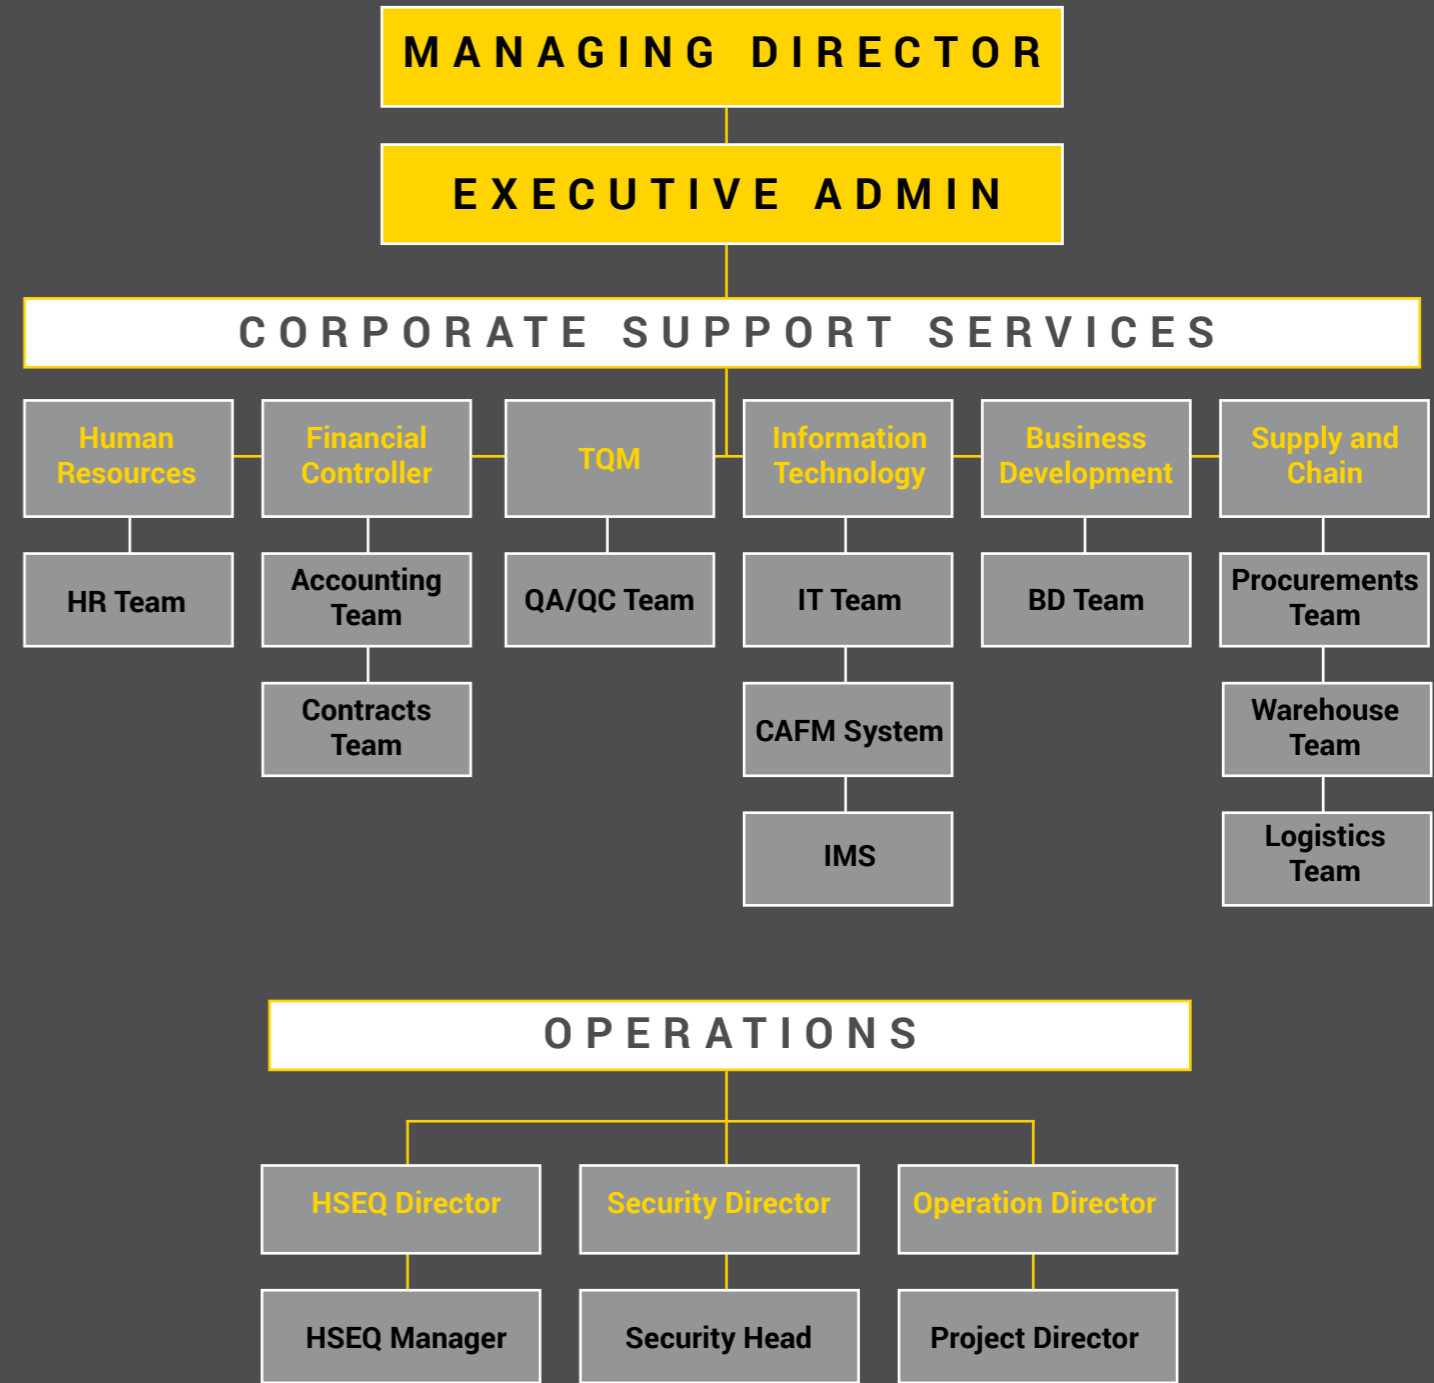 MANAGING DIRECTOR
EXECUTIVE ADMIN
CORPORATE SUPPORT SERVICES
Human
Resources
Financial
Controller
TQM
Information
Technology
Business
Development
Supply and
Chain
HR Team
Accounting
Team
QA/QC Team
IT Team
BD Team
Procurements
Team
Contracts
Team
CAFM System
Warehouse
Team
IMS
Logistics
Team
OPERATIONS
HSEQ Director
Security Director
Operation Director
HSEQ Manager
Security Head
Project Director